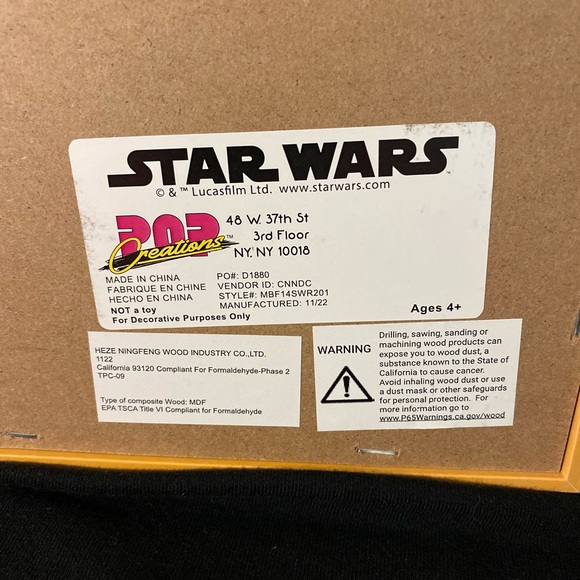 STAR WARS
© & ™ Lucasfilm Ltd. www.starwars.com
POP
Creations™
48 W. 37th St
3rd Floor
NY, NY 10018
MADE IN CHINA
FABRIQUE EN CHINE
HECHO EN CHINA
NOT a toy
For Decorative Purposes Only
PO#: D1880
VENDOR ID: CNNDC
STYLE#: MBF14SWR201
MANUFACTURED: 11/22
Ages 4+
HEZE NINGFENG WOOD INDUSTRY CO.,LTD.
1122
California 93120 Compliant For Formaldehyde-Phase 2
TPC-09
Type of composite Wood: MDF
EPA TSCA Title VI Compliant for Formaldehyde
WARNING
!
Drilling, sawing, sanding or
machining wood products can
expose you to wood dust, a
substance known to the State of
California to cause cancer.
Avoid inhaling wood dust or use
a dust mask or other safeguards
for personal protection. For
more information go to
www.P65Warnings.ca.gov/wood